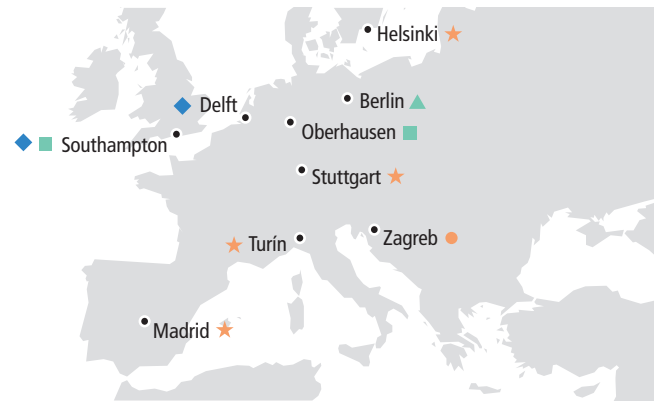 Helsinki
Berlin
Delft
Oberhausen
Southampton
Stuttgart
Zagreb
Turín
Madrid